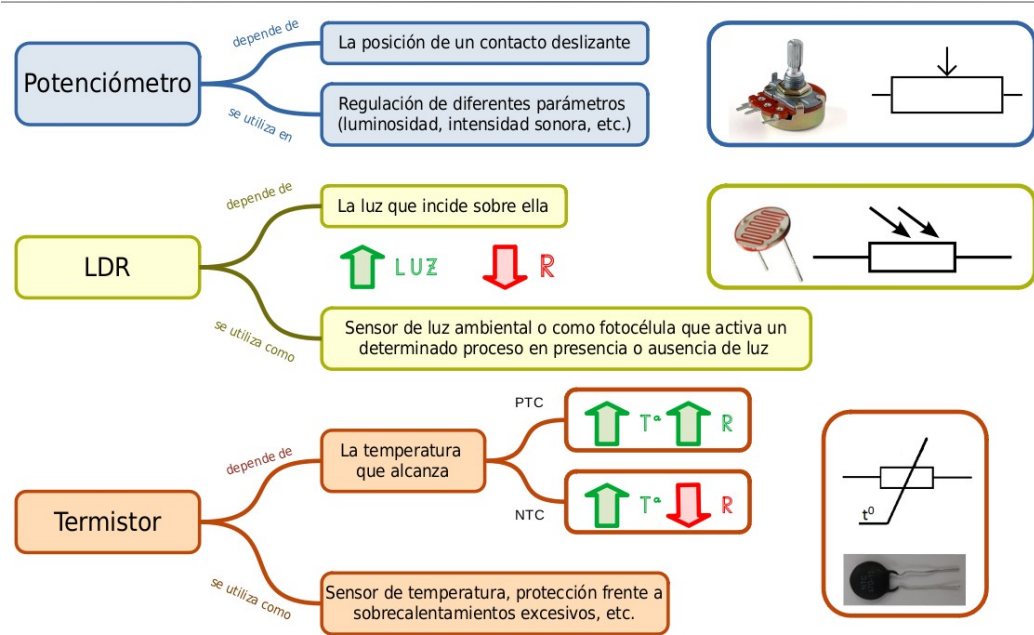 depende de
La posición de un contacto deslizante
Potenciómetro
se utiliza en
Regulación de diferentes parámetros
(luminosidad, intensidad sonora, etc.)
depende de
La luz que incide sobre ella
LDR
LUZ
R
se utiliza como
Sensor de luz ambiental o como fotocélula que activa un
determinado proceso en presencia o ausencia de luz
PTC
Tª
R
depende de
La temperatura
que alcanza
NTC
Tª
R
Termistor
se utiliza como
Sensor de temperatura, protección frente a
sobrecalentamientos excesivos, etc.
t⁰